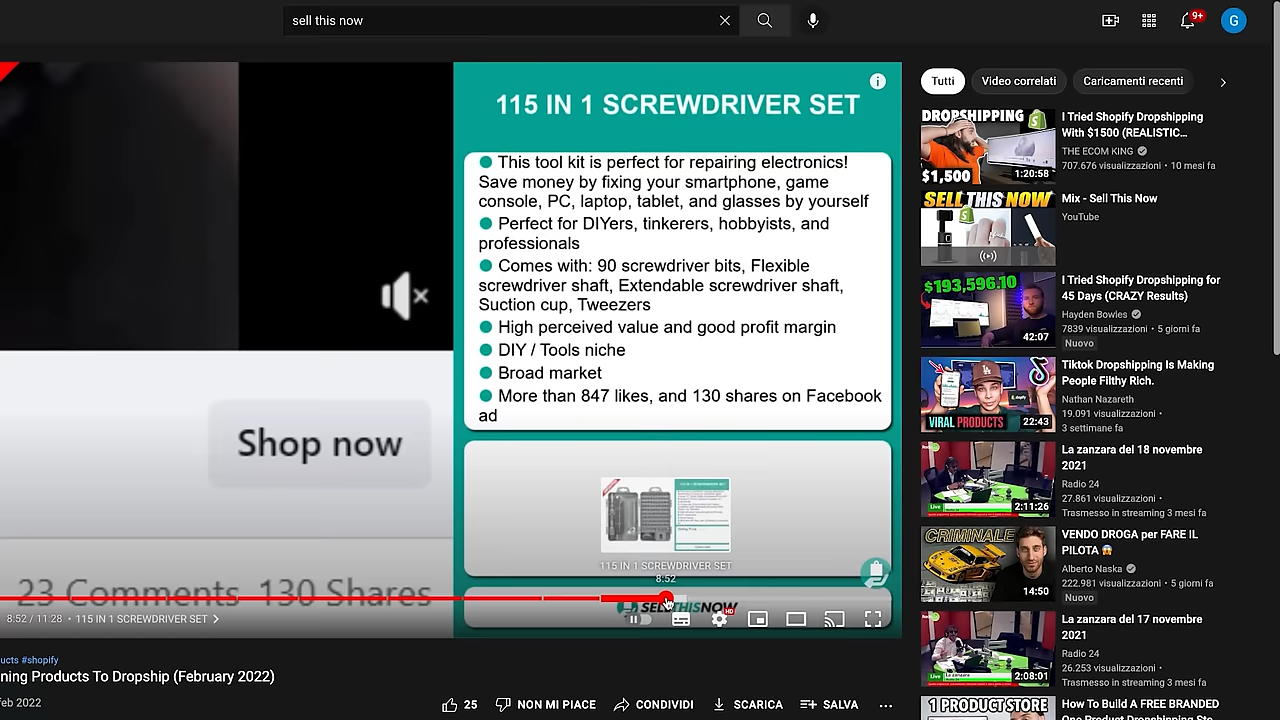 sell this now
9+
G
115 IN 1 SCREWDRIVER SET
● This tool kit is perfect for repairing electronics!
Save money by fixing your smartphone, game
console, PC, laptop, tablet, and glasses by yourself
● Perfect for DIYers, tinkerers, hobbyists, and
professionals
● Comes with: 90 screwdriver bits, Flexible
screwdriver shaft, Extendable screwdriver shaft,
Suction cup, Tweezers
● High perceived value and good profit margin
● DIY / Tools niche
● Broad market
● More than 847 likes, and 130 shares on Facebook
ad
Shop now
23 Comments 130 Shares
115 IN 1 SCREWDRIVER SET
8:52
SELLTHISNOW
8:52 / 11:28 • 115 IN 1 SCREWDRIVER SET
HD
ucts #shopify
ning Products To Dropship (February 2022)
feb 2022
25
NON MI PIACE
CONDIVIDI
SCARICA
SALVA
Tutti
Video correlati
Caricamenti recenti
DROPSHIPPING
$1,500
1:20:58
I Tried Shopify Dropshipping
With $1500 (REALISTIC...
THE ECOM KING
707.676 visualizzazioni • 10 mesi fa
SELL THIS NOW
Mix - Sell This Now
YouTube
$193,596.10
42:07
I Tried Shopify Dropshipping for
45 Days (CRAZY Results)
Hayden Bowles
7839 visualizzazioni • 5 giorni fa
Nuovo
VIRAL PRODUCTS
22:43
Tiktok Dropshipping Is Making
People Filthy Rich.
Nathan Nazareth
19.091 visualizzazioni •
3 settimane fa
Live
2:11:26
La zanzara del 18 novembre
2021
Radio 24
27.851 visualizzazioni •
Trasmesso in streaming 3 mesi fa
CRIMINALE
14:50
VENDO DROGA per FARE IL
PILOTA
Alberto Naska
222.981 visualizzazioni • 5 giorni fa
Nuovo
Live
La zanzara
2:08:01
La zanzara del 17 novembre
2021
Radio 24
26.253 visualizzazioni •
Trasmesso in streaming 3 mesi fa
1 PRODUCT STORE
How To Build A FREE BRANDED